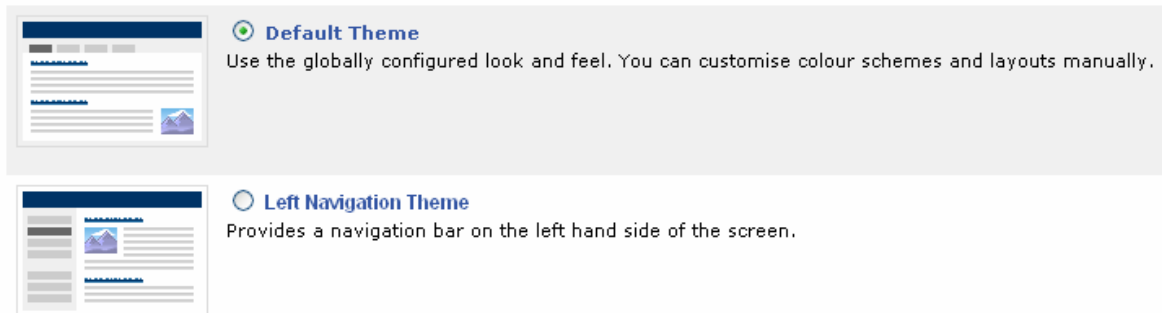 Default Theme
Use the globally configured look and feel. You can customise colour schemes and layouts manually.
Left Navigation Theme
Provides a navigation bar on the left hand side of the screen.